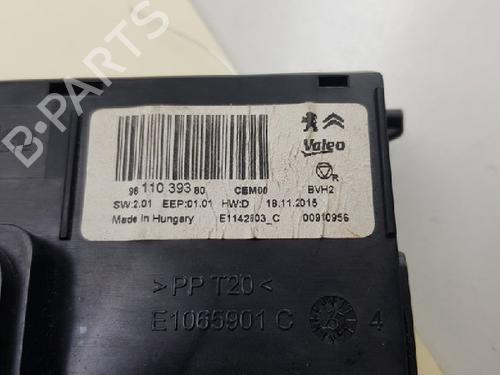 Valeo
98 110 393 80 CEM00 BVH2
SW:2.01 EEP:01.01 HW:D 18.11.2015
Made in Hungary E1142803_C 00910956
>PP T20<
E1065901 C
4
B-PARTS